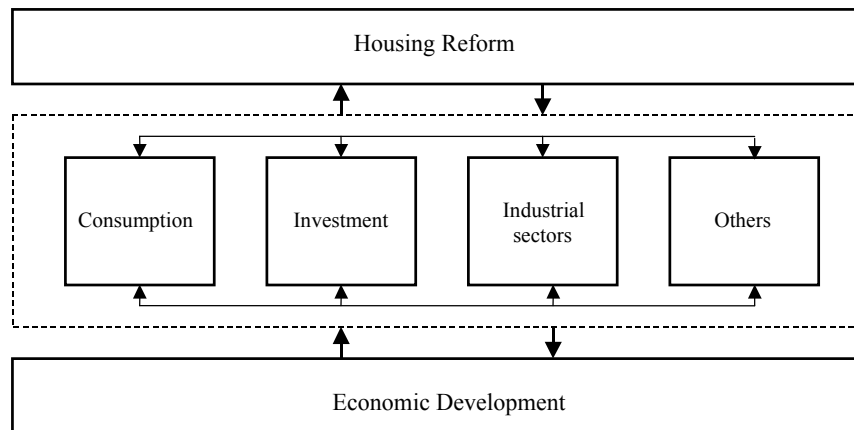 Housing Reform
Consumption
Investment
Industrial
sectors
Others
Economic Development